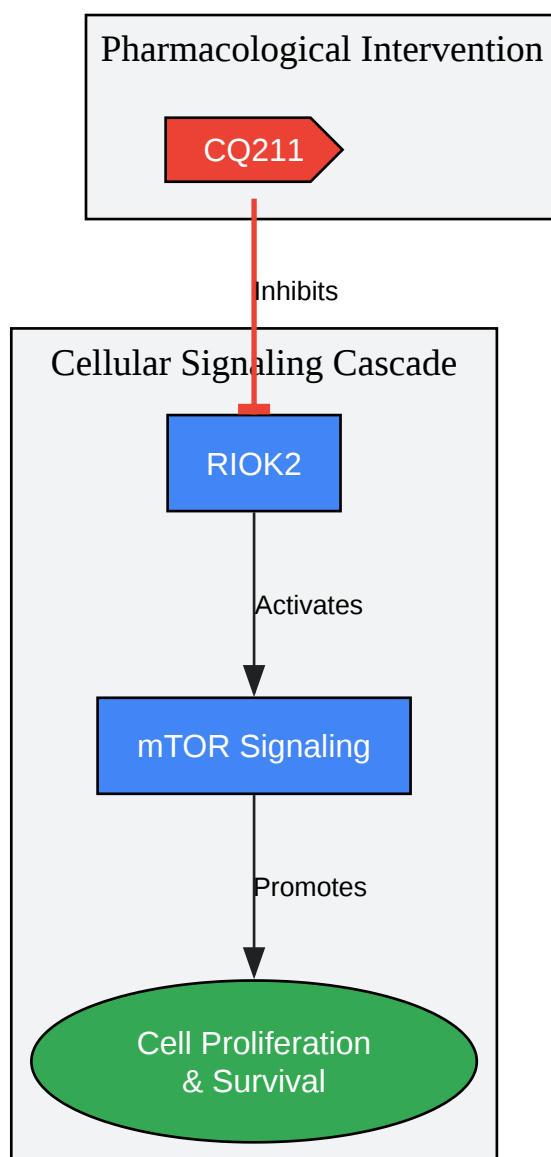 Pharmacological Intervention
CQ211
Inhibits
Cellular Signaling Cascade
RIOK2
Activates
mTOR Signaling
Promotes
Cell Proliferation
& Survival